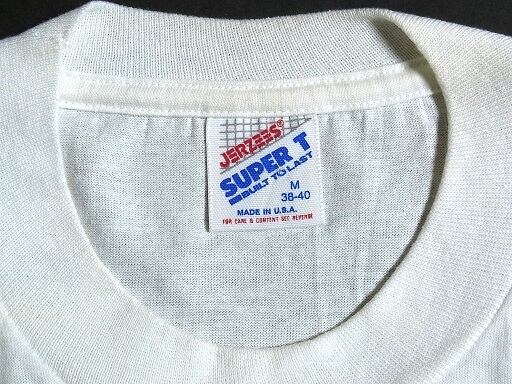 JERZEES®
SUPER T
BUILT TO LAST
M
38-40
MADE IN U.S.A.
FOR CARE & CONTENT SEE REVERSE